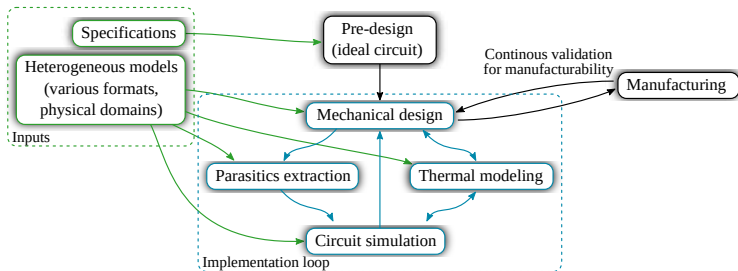 Specifications
Pre-design
(ideal circuit)
Heterogeneous models
(various formats,
physical domains)
Continous validation
for manufacturability
Manufacturing
Mechanical design
Inputs
Parasitics extraction
Thermal modeling
Circuit simulation
Implementation loop